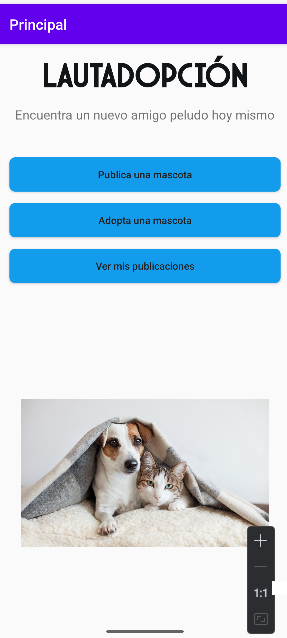 Principal
LAUTADOPCIÓN
Encuentra un nuevo amigo peludo hoy mismo
Publica una mascota
Adopta una mascota
Ver mis publicaciones
1:1